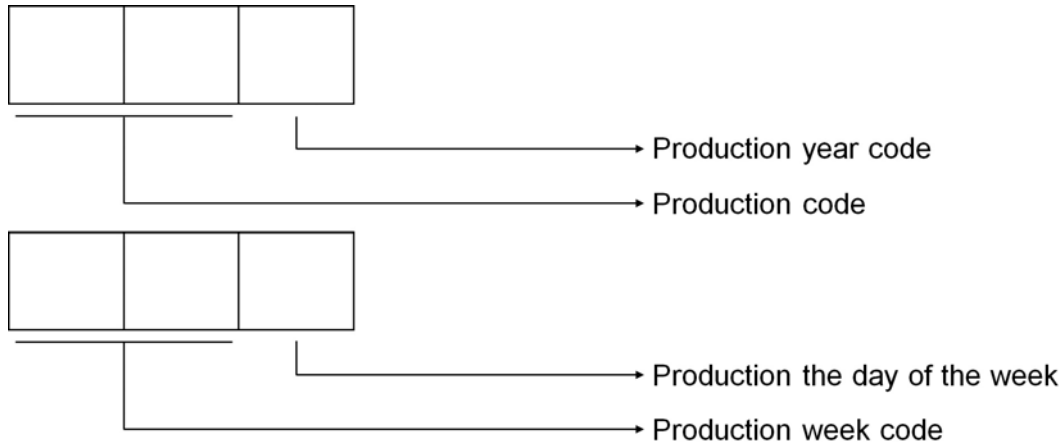 Production year code
Production code
Production the day of the week
Production week code